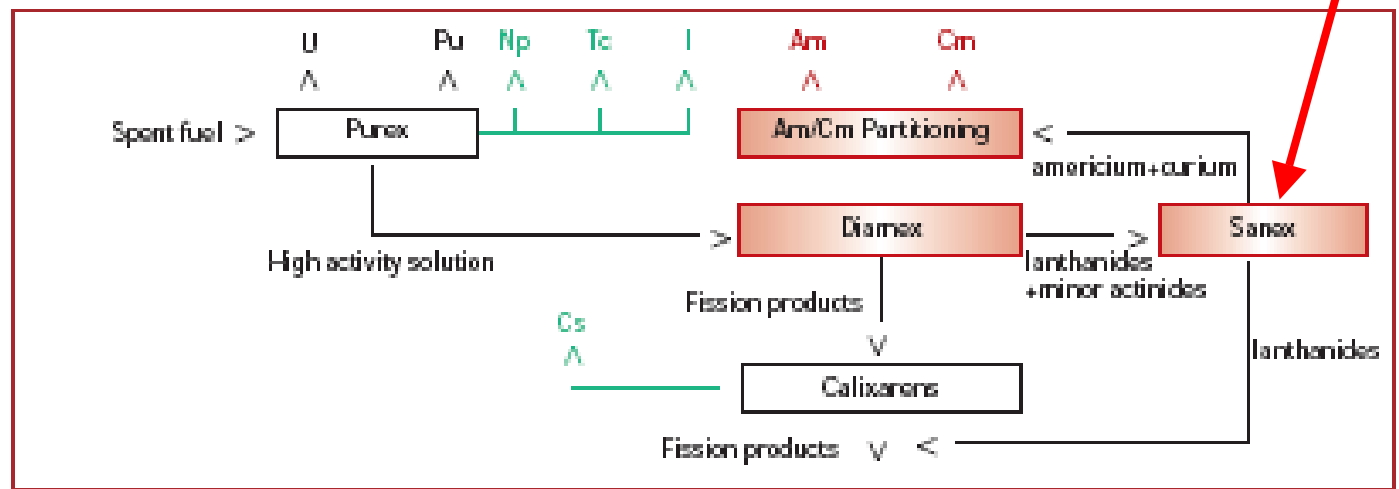 U Pu Np Tc I Am Cm
Spent fuel > Purex Am/Cm Partitioning <
americium+curium
Diamex Sanex
High activity solution
lanthanides
+minor actinides
Fission products
Cs
lanthanides
Calixarens
Fission products